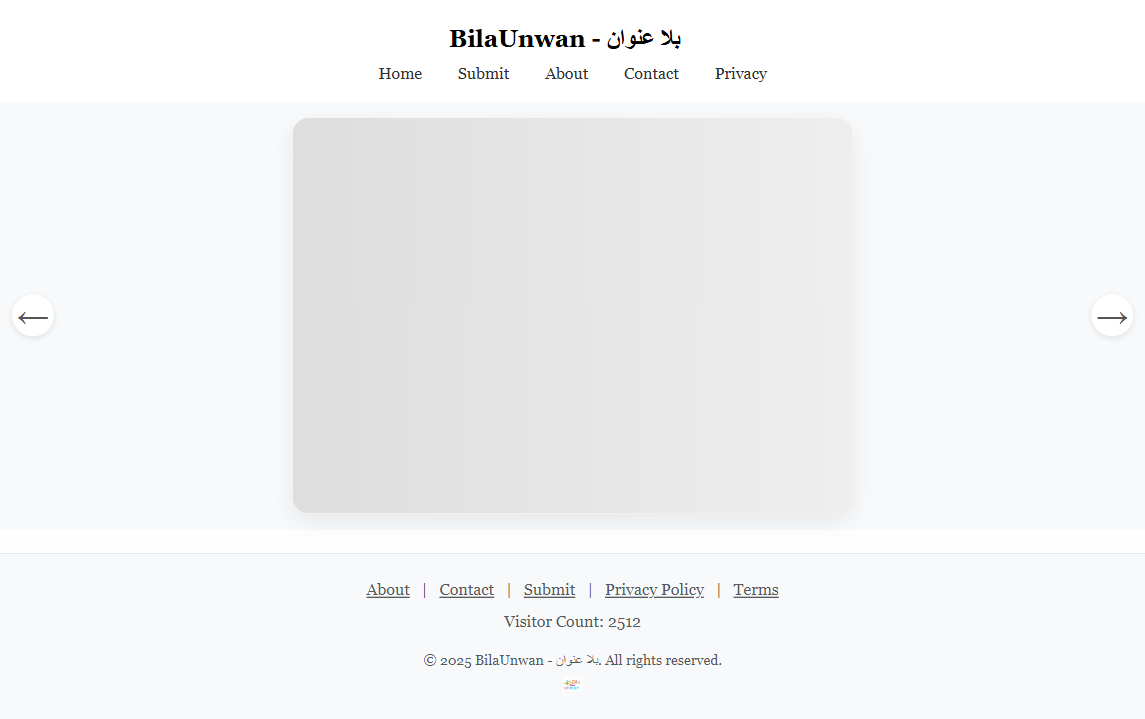 BilaUnwan - بلا عنوان
Home Submit About Contact Privacy
← →
About | Contact | Submit | Privacy Policy | Terms
Visitor Count: 2512
© 2025 BilaUnwan - بلا عنوان. All rights reserved.